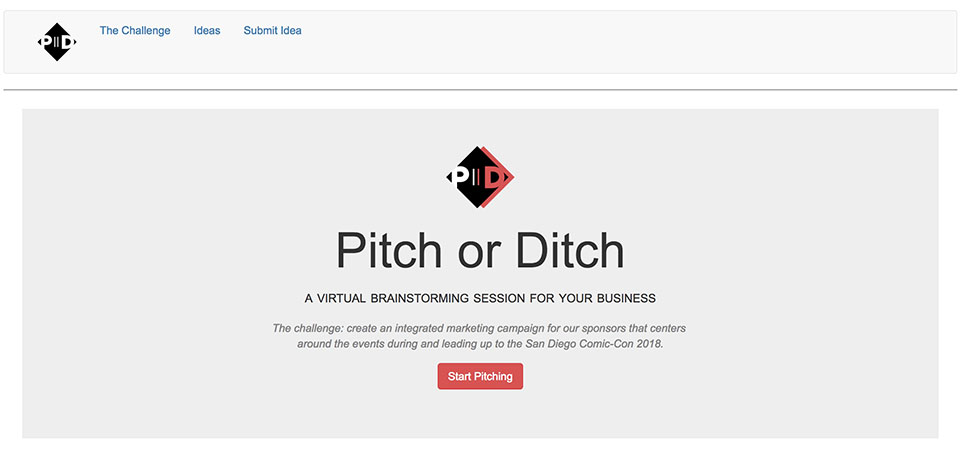 P||D The Challenge Ideas Submit Idea
P||D
Pitch or Ditch
A VIRTUAL BRAINSTORMING SESSION FOR YOUR BUSINESS
The challenge: create an integrated marketing campaign for our sponsors that centers
around the events during and leading up to the San Diego Comic-Con 2018.
Start Pitching